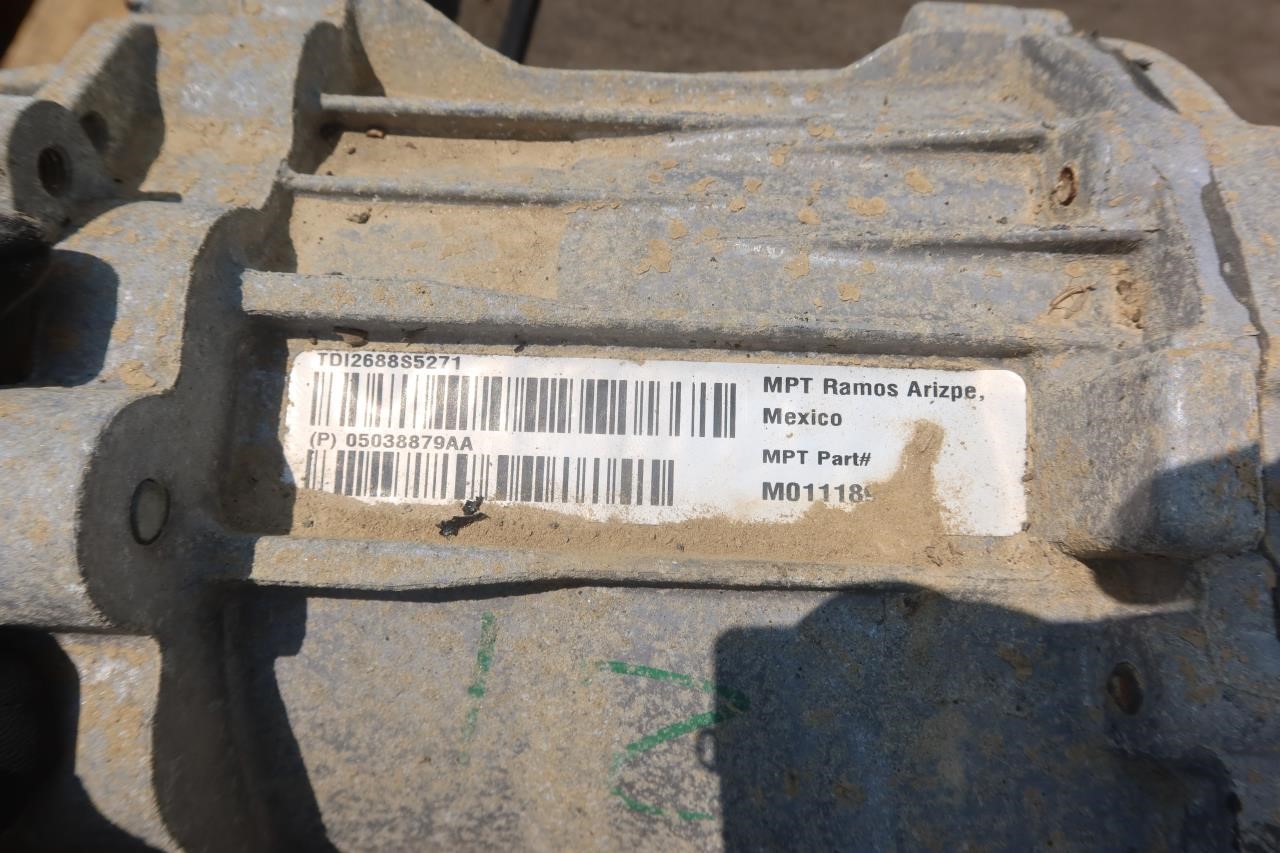 TDI2688S5271
(P) 05038879AA
MPT Ramos Arizpe,
Mexico
MPT Part#